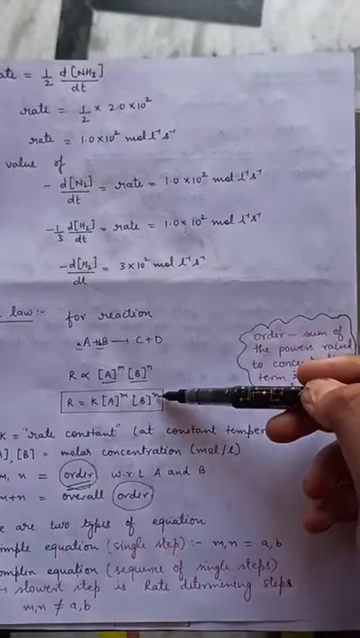 ate = 1/2 d[NH3]/dt
rate = 1/2 × 2.0×10²
rate = 1.0×10² mol l⁻¹ s⁻¹
value of
- d[N2]/dt = rate = 1.0×10² mol l⁻¹ s⁻¹
-1/3 d[H2]/dt = rate = 1.0×10² mol l⁻¹ s⁻¹
-d[H2]/dt = 3×10² mol l⁻¹ s⁻¹
law:- for reaction
aA+bB → C+D
R ∝ [A]ᵐ [B]ⁿ
R = K[A]ᵐ [B]ⁿ
order - sum of
the powers raised
to
term
K = "rate constant" (at constant temper
A], [B] = molar concentration (mol/l)
m, n = order w.r.t A and B
m+n = overall order
e are two types of equation
imple equation (single step) :- m,n = a,b
omplex equation (sequence of single steps)
slowest step is Rate determining steps
m,n ≠ a,b